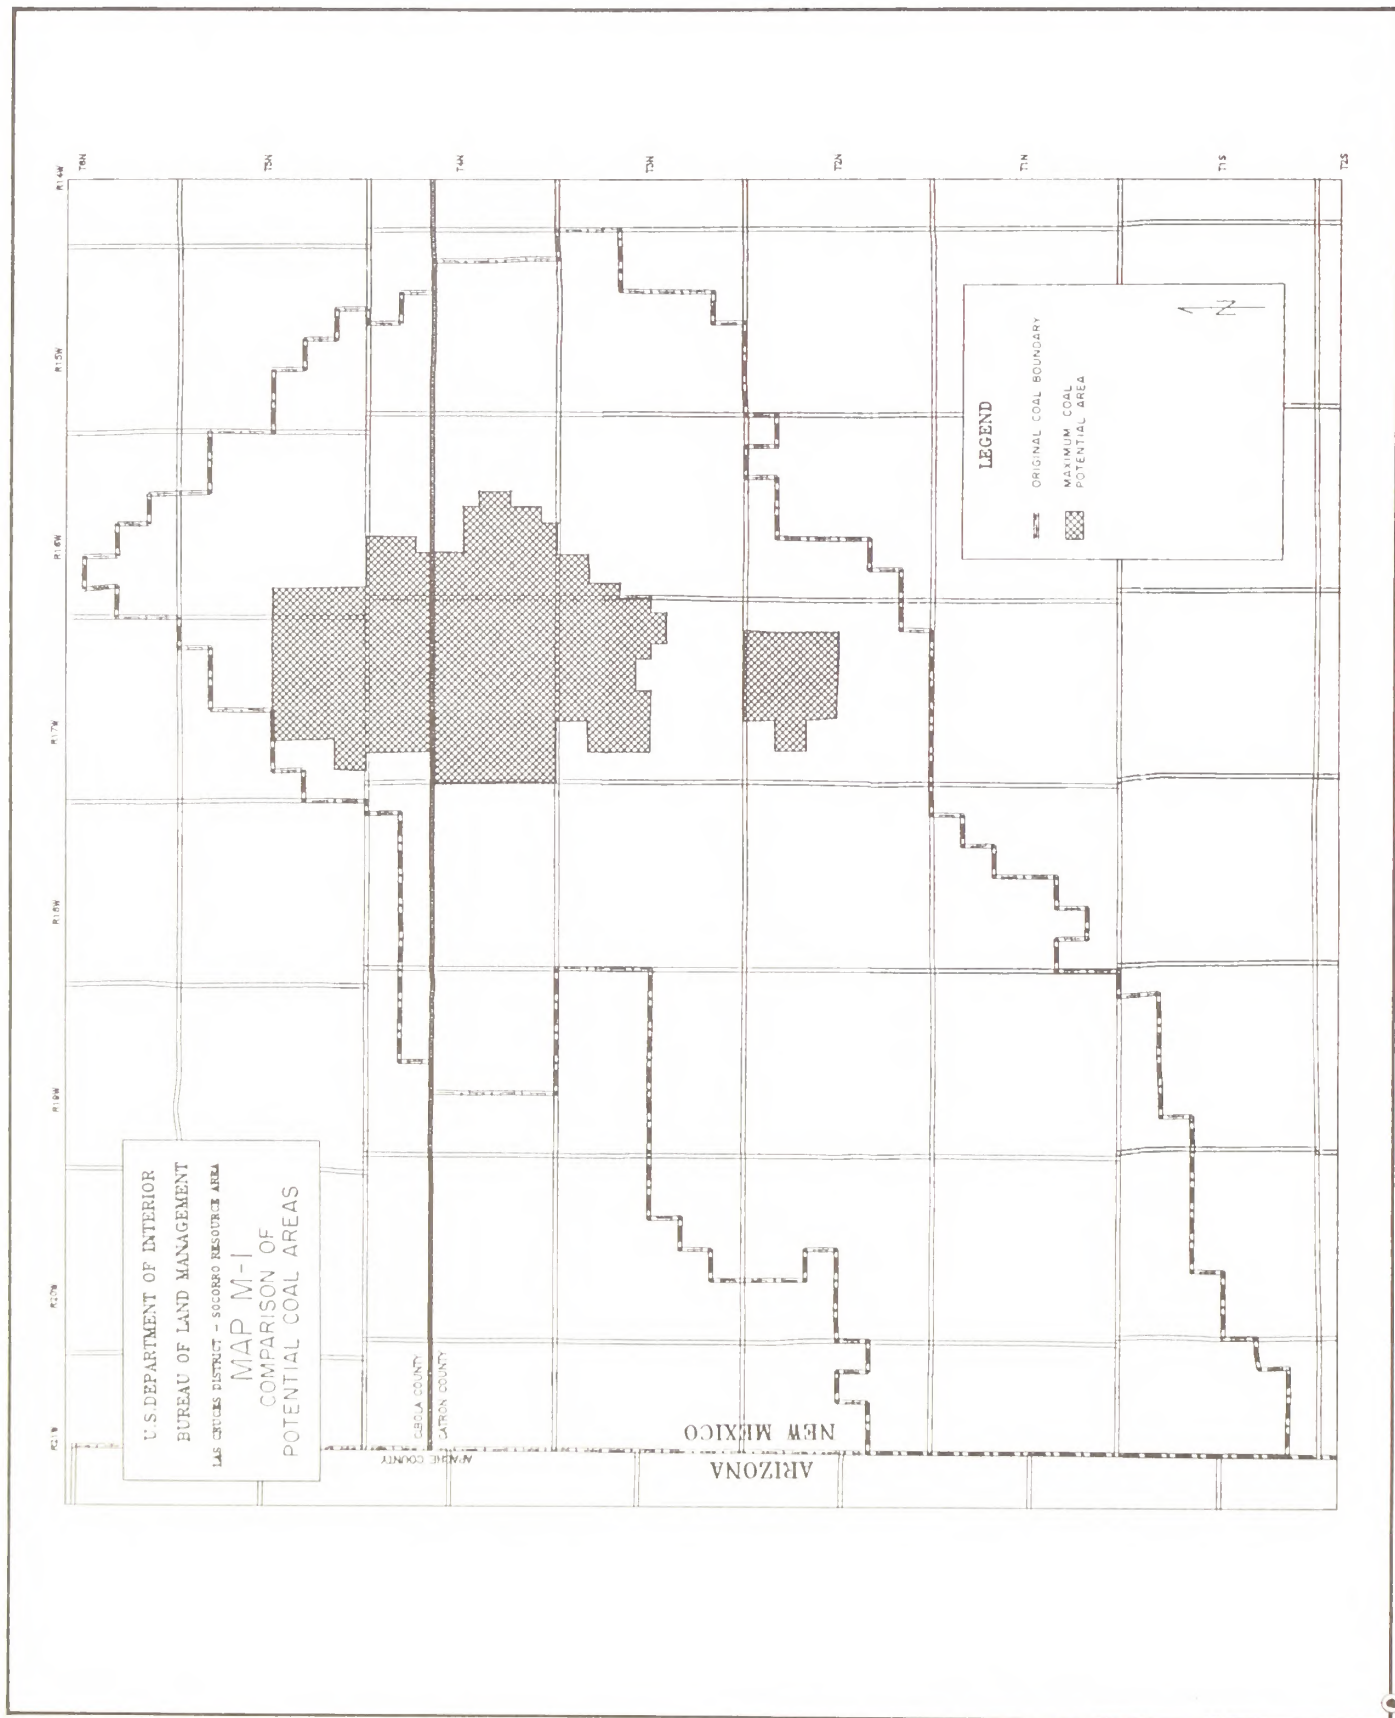 U.S.DEPARTMENT OF INTERIOR
BUREAU OF LAND MANAGEMENT
LAS CRUCES DISTRICT - SOCORRO RESOURCE AREA
MAP M-1
COMPARISON OF
POTENTIAL COAL AREAS
R21W
R20W
R19W
R18W
R17W
R16W
R15W
R14W
T6N
T5N
T4N
T3N
T2N
T1N
T1S
T2S
CIBOLA COUNTY
CATRON COUNTY
APACHE COUNTY
ARIZONA
NEW MEXICO
LEGEND
ORIGINAL COAL BOUNDARY
MAXIMUM COAL
POTENTIAL AREA
N